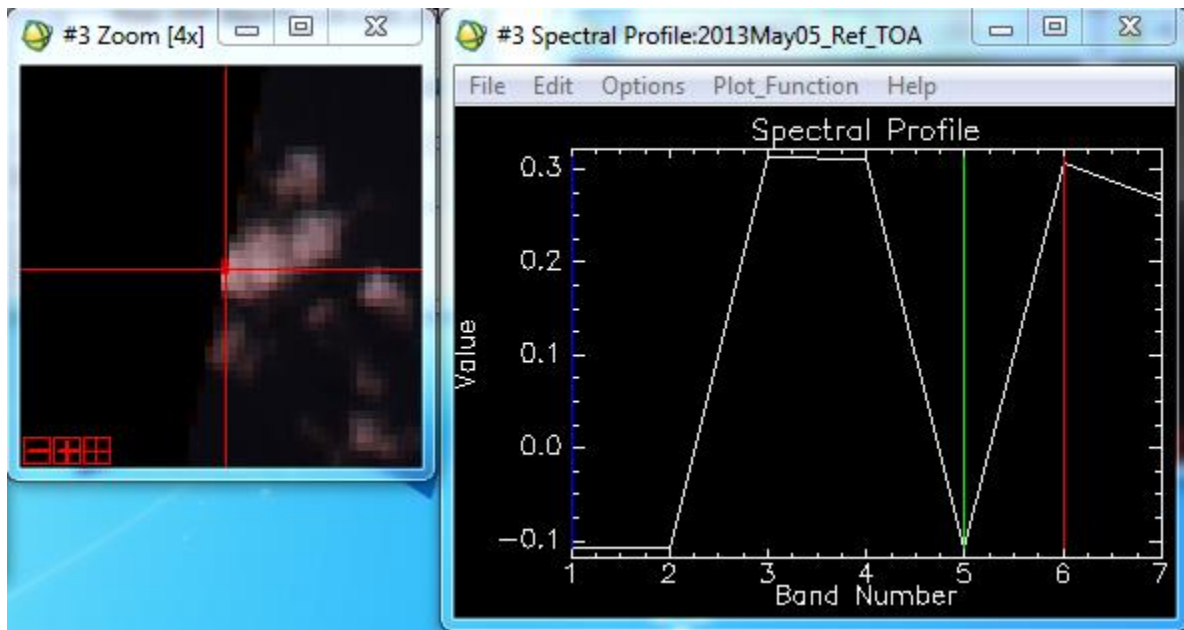 #3 Zoom [4x]
#3 Spectral Profile:2013May05_Ref_TOA
File Edit Options Plot_Function Help
Spectral Profile
0.3
0.2
0.1
0.0
-0.1
Value
1 2 3 4 5 6 7
Band Number